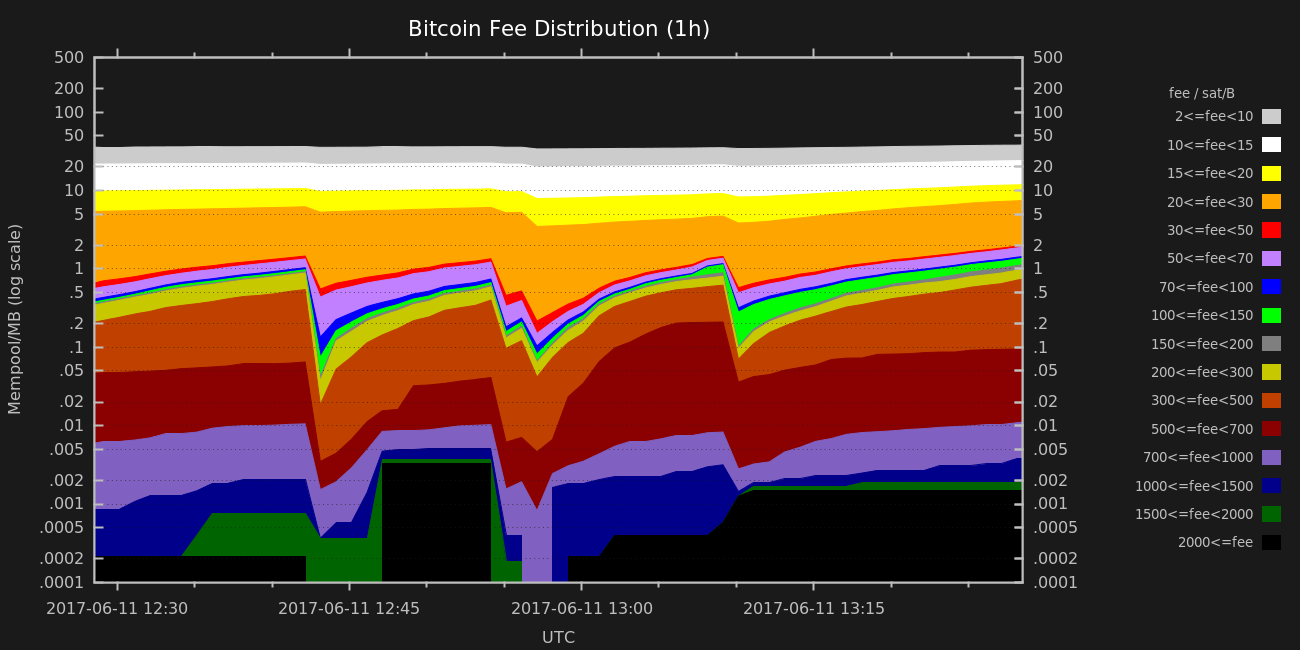 Bitcoin Fee Distribution (1h)
500 500
200 200
100 100
50 50
20 20
10 10
5 5
2 2
1 1
.5 .5
.2 .2
.1 .1
.05 .05
.02 .02
.01 .01
.005 .005
.002 .002
.001 .001
.0005 .0005
.0002 .0002
.0001 .0001
Mempool/MB (log scale)
2017-06-11 12:30 2017-06-11 12:45 2017-06-11 13:00 2017-06-11 13:15
UTC
fee / sat/B
2<=fee<10
10<=fee<15
15<=fee<20
20<=fee<30
30<=fee<50
50<=fee<70
70<=fee<100
100<=fee<150
150<=fee<200
200<=fee<300
300<=fee<500
500<=fee<700
700<=fee<1000
1000<=fee<1500
1500<=fee<2000
2000<=fee